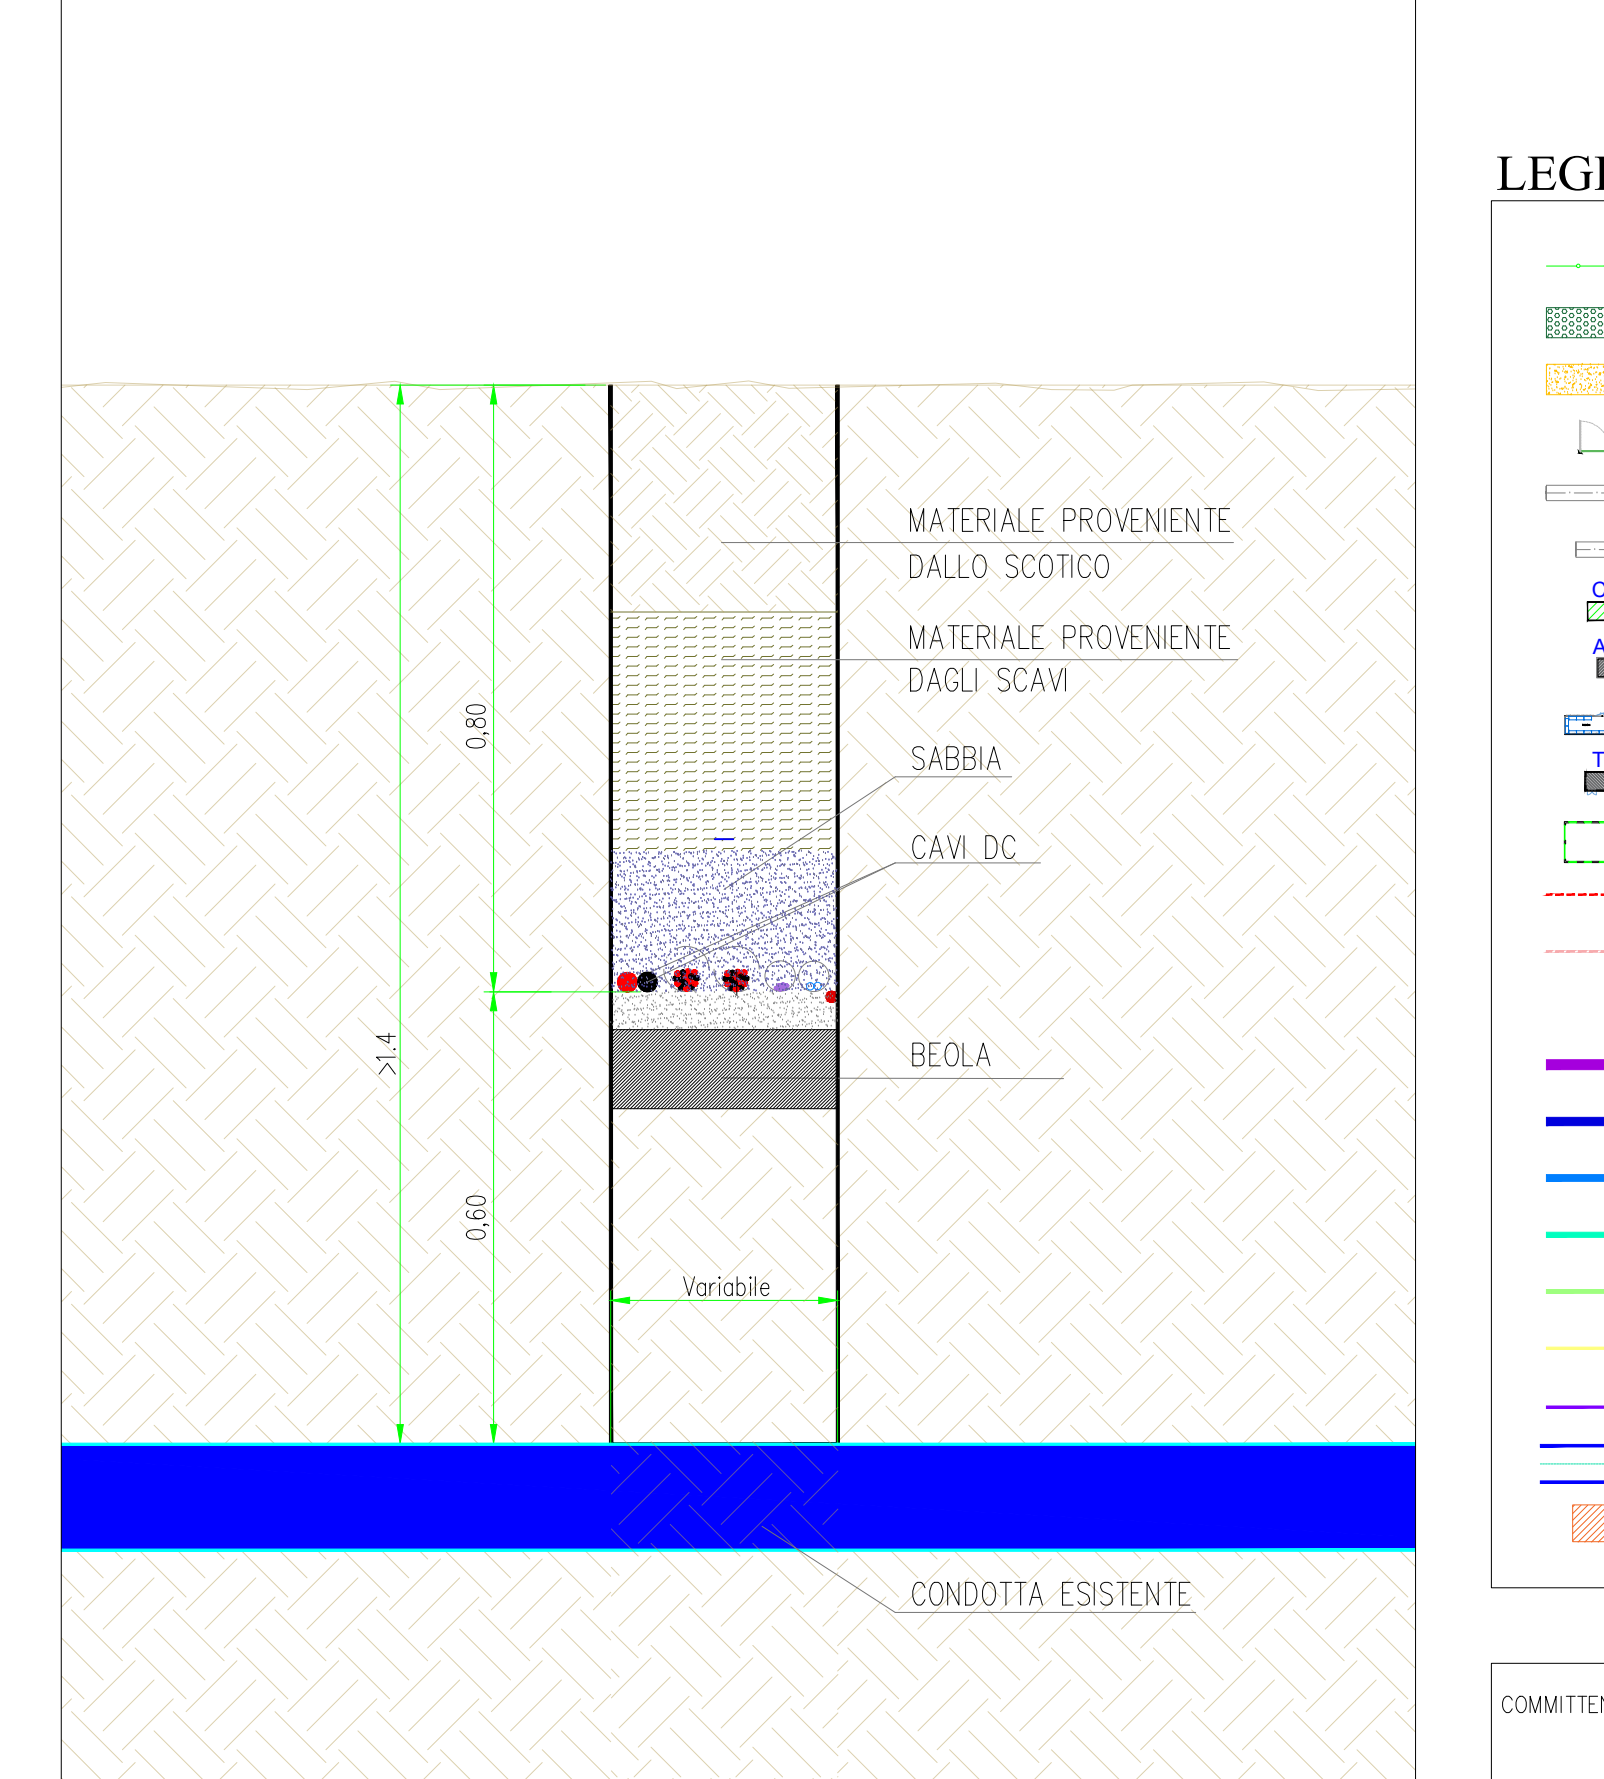 LEGE
MATERIALE PROVENIENTE
DALLO SCOTICO
MATERIALE PROVENIENTE
DAGLI SCAVI
0,80
SABBIA
CAVI DC
>1.4
BEOLA
0,60
Variabile
CONDOTTA ESISTENTE
C
A
T
COMMITTEN